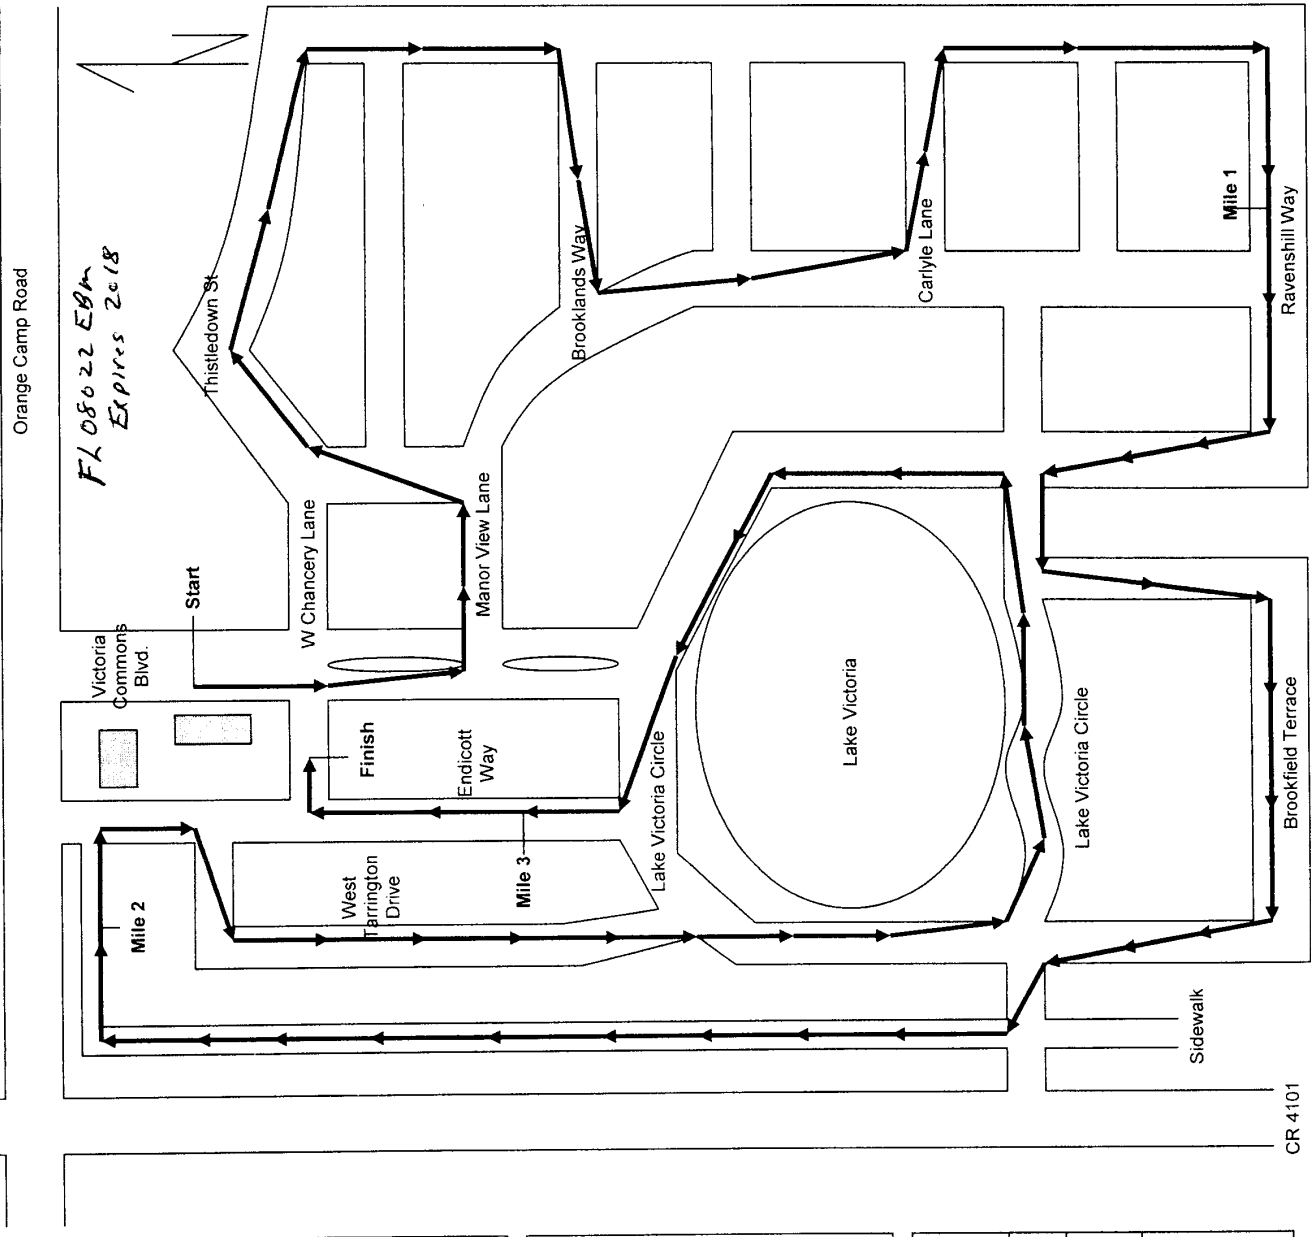 Orange Camp Road
FL 08022 EBM
Expires 2018
Thistledown St
Brooklands Way
Carlyle Lane
Mile 1
Ravenshill Way
W Chancery Lane
Manor View Lane
Start
Victoria
Commons
Blvd.
Finish
Endicott
Way
Lake Victoria Circle
Lake Victoria
Lake Victoria Circle
Brookfield Terrace
Mile 2
West
Tarrington
Drive
Mile 3
Sidewalk
CR 4101